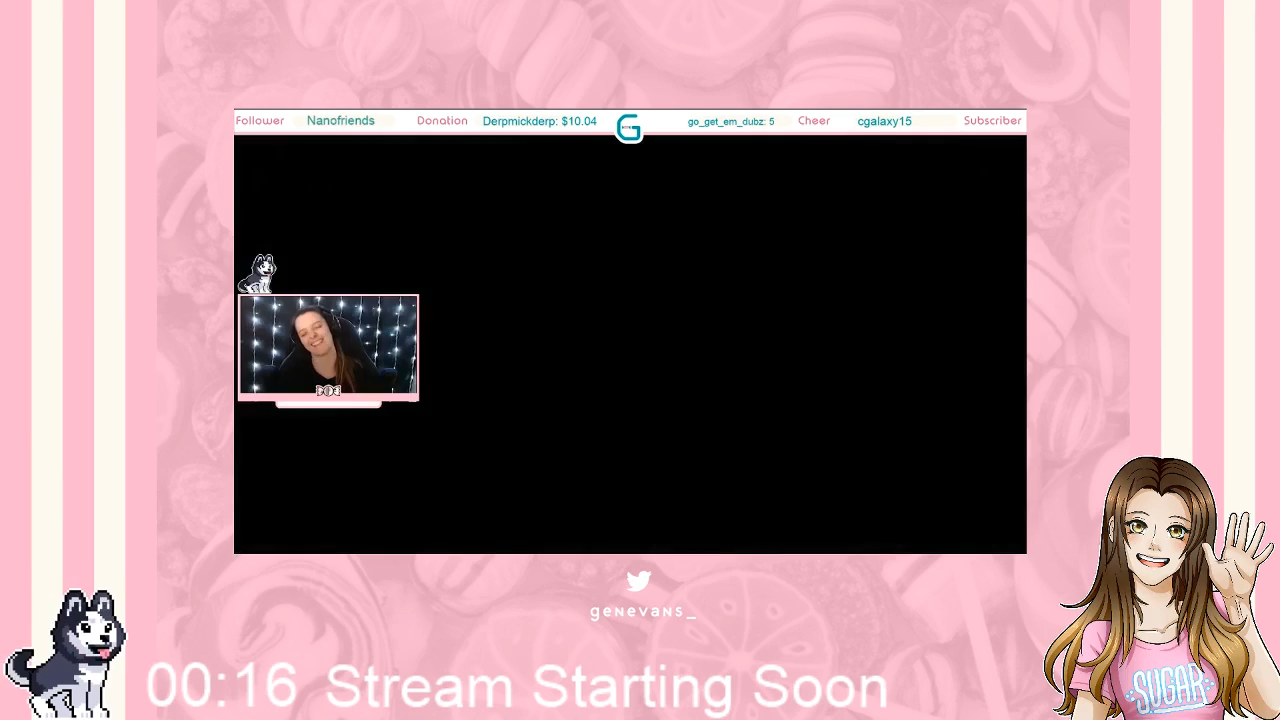 Follower Nanofriends Donation Derpmickderp: $10.04 G go_get_em_dubz: 5 Cheer cgalaxy15 Subscriber
genevans_
00:16 Stream Starting Soon
SUGAR